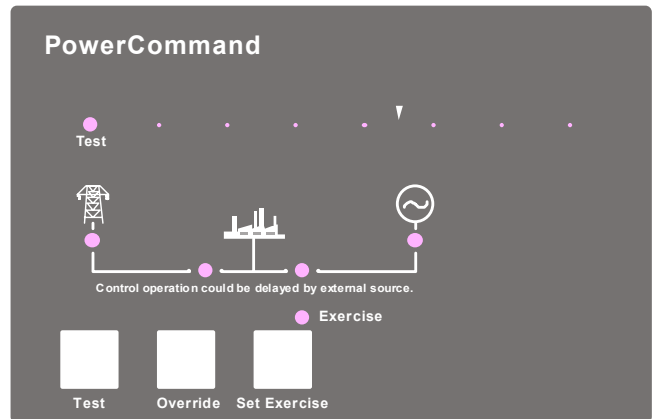 PowerCommand
Test
Control operation could be delayed by external source.
Exercise
Test Override Set Exercise